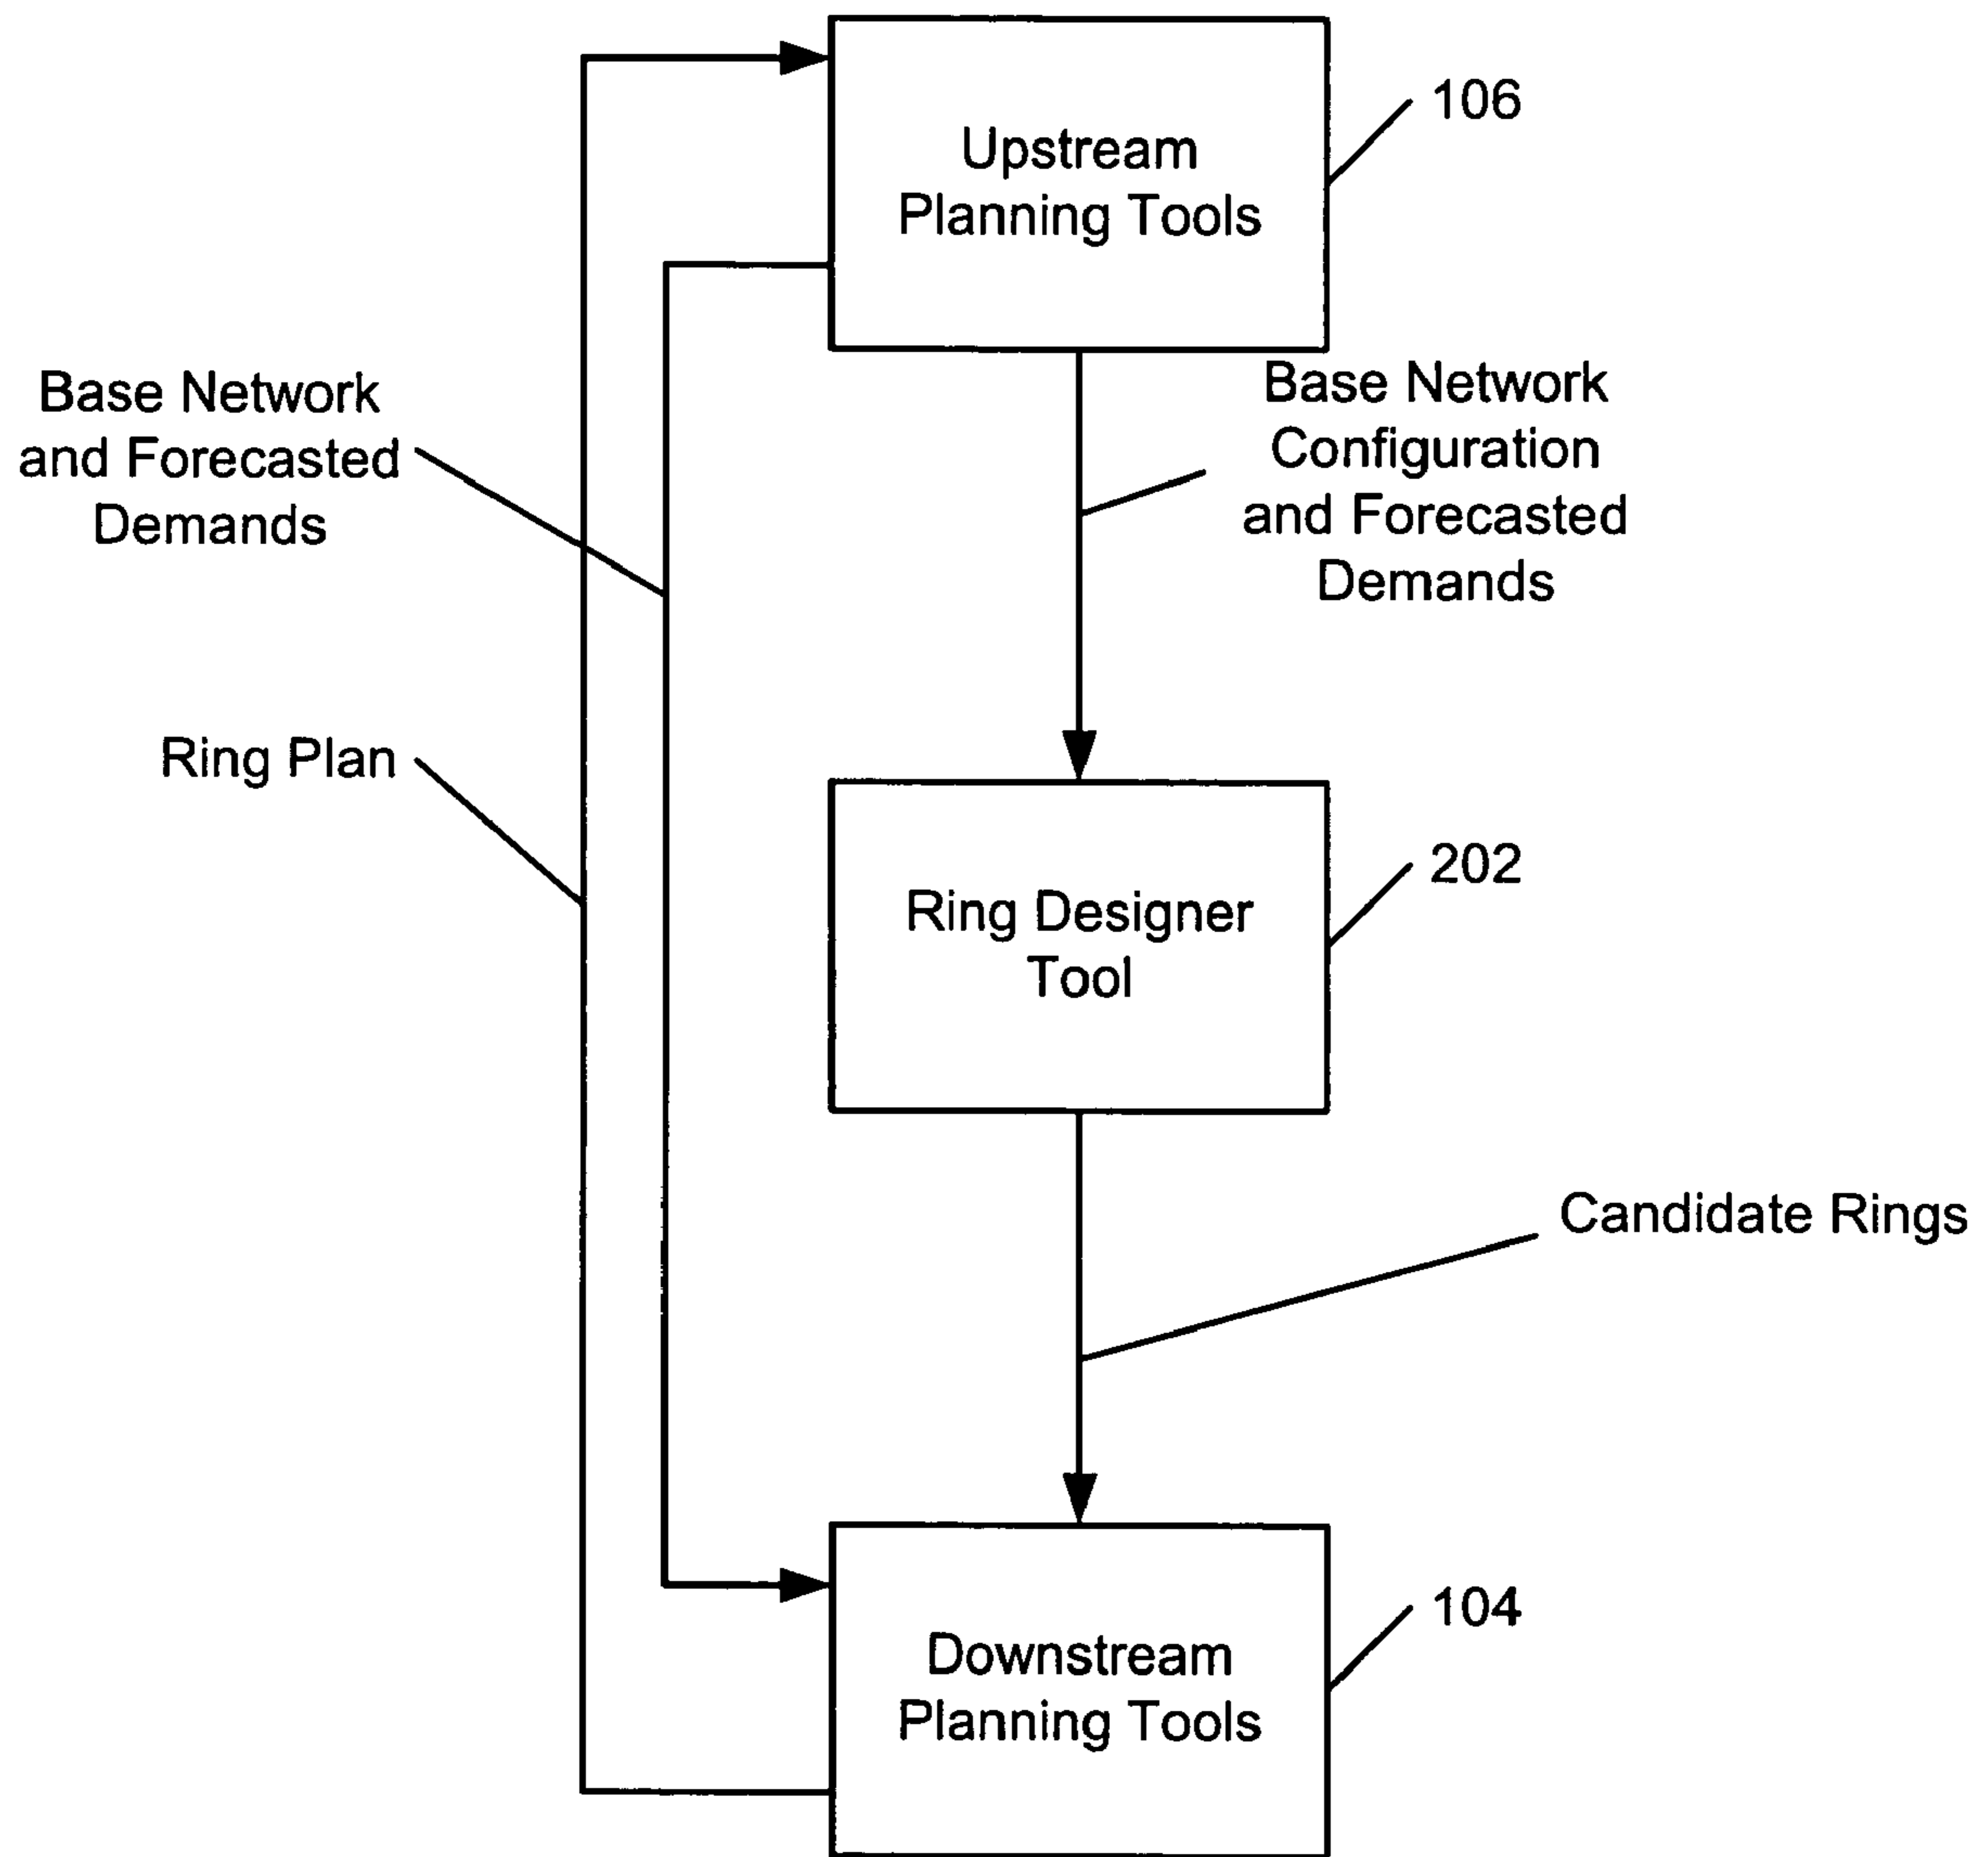 Upstream
Planning Tools
106
Base Network
and Forecasted
Demands
Base Network
Configuration
and Forecasted
Demands
Ring Plan
Ring Designer
Tool
202
Candidate Rings
Downstream
Planning Tools
104